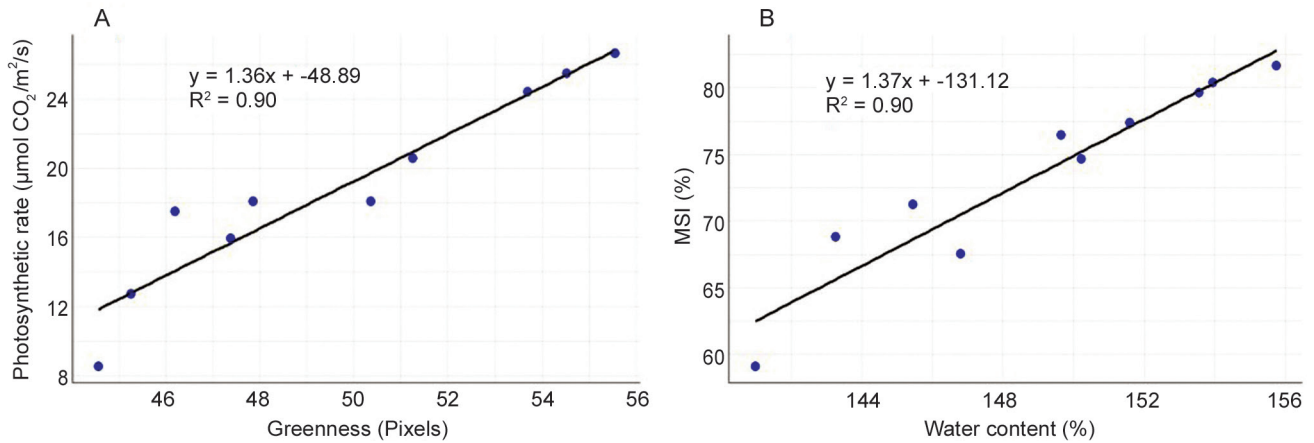 A
y = 1.36x + -48.89
R² = 0.90
Photosynthetic rate (µmol CO₂/m²/s)
24
20
16
12
8
46 48 50 52 54 56
Greenness (Pixels)
B
y = 1.37x + -131.12
R² = 0.90
MSI (%)
80
75
70
65
60
144 148 152 156
Water content (%)